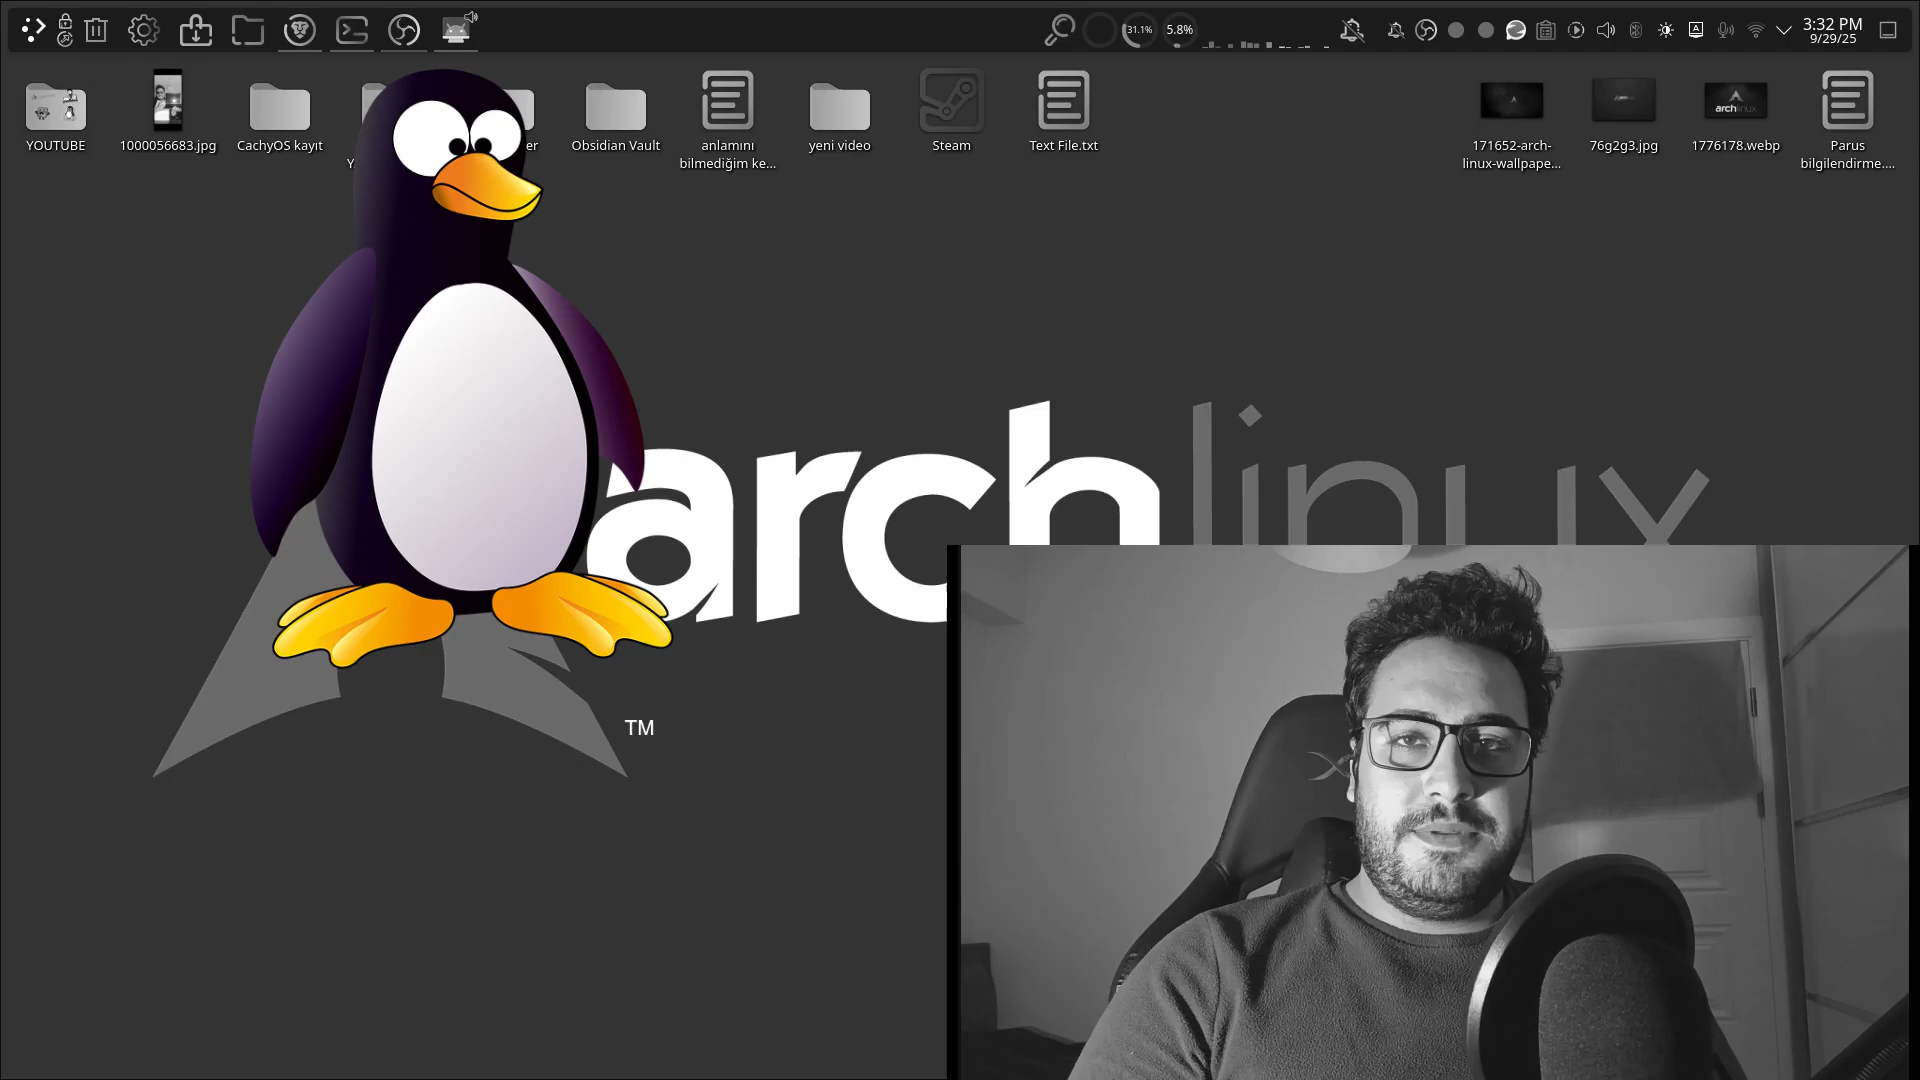 31.1%
5.8%
3:32 PM
9/29/25
YOUTUBE
1000056683.jpg
CachyOS kayıt
Y
er
Obsidian Vault
anlamını
bilmediğim ke...
yeni video
Steam
Text File.txt
171652-arch-
linux-wallpape...
76g2g3.jpg
1776178.webp
Parus
bilgilendirme....
arch linux
archlinux
TM